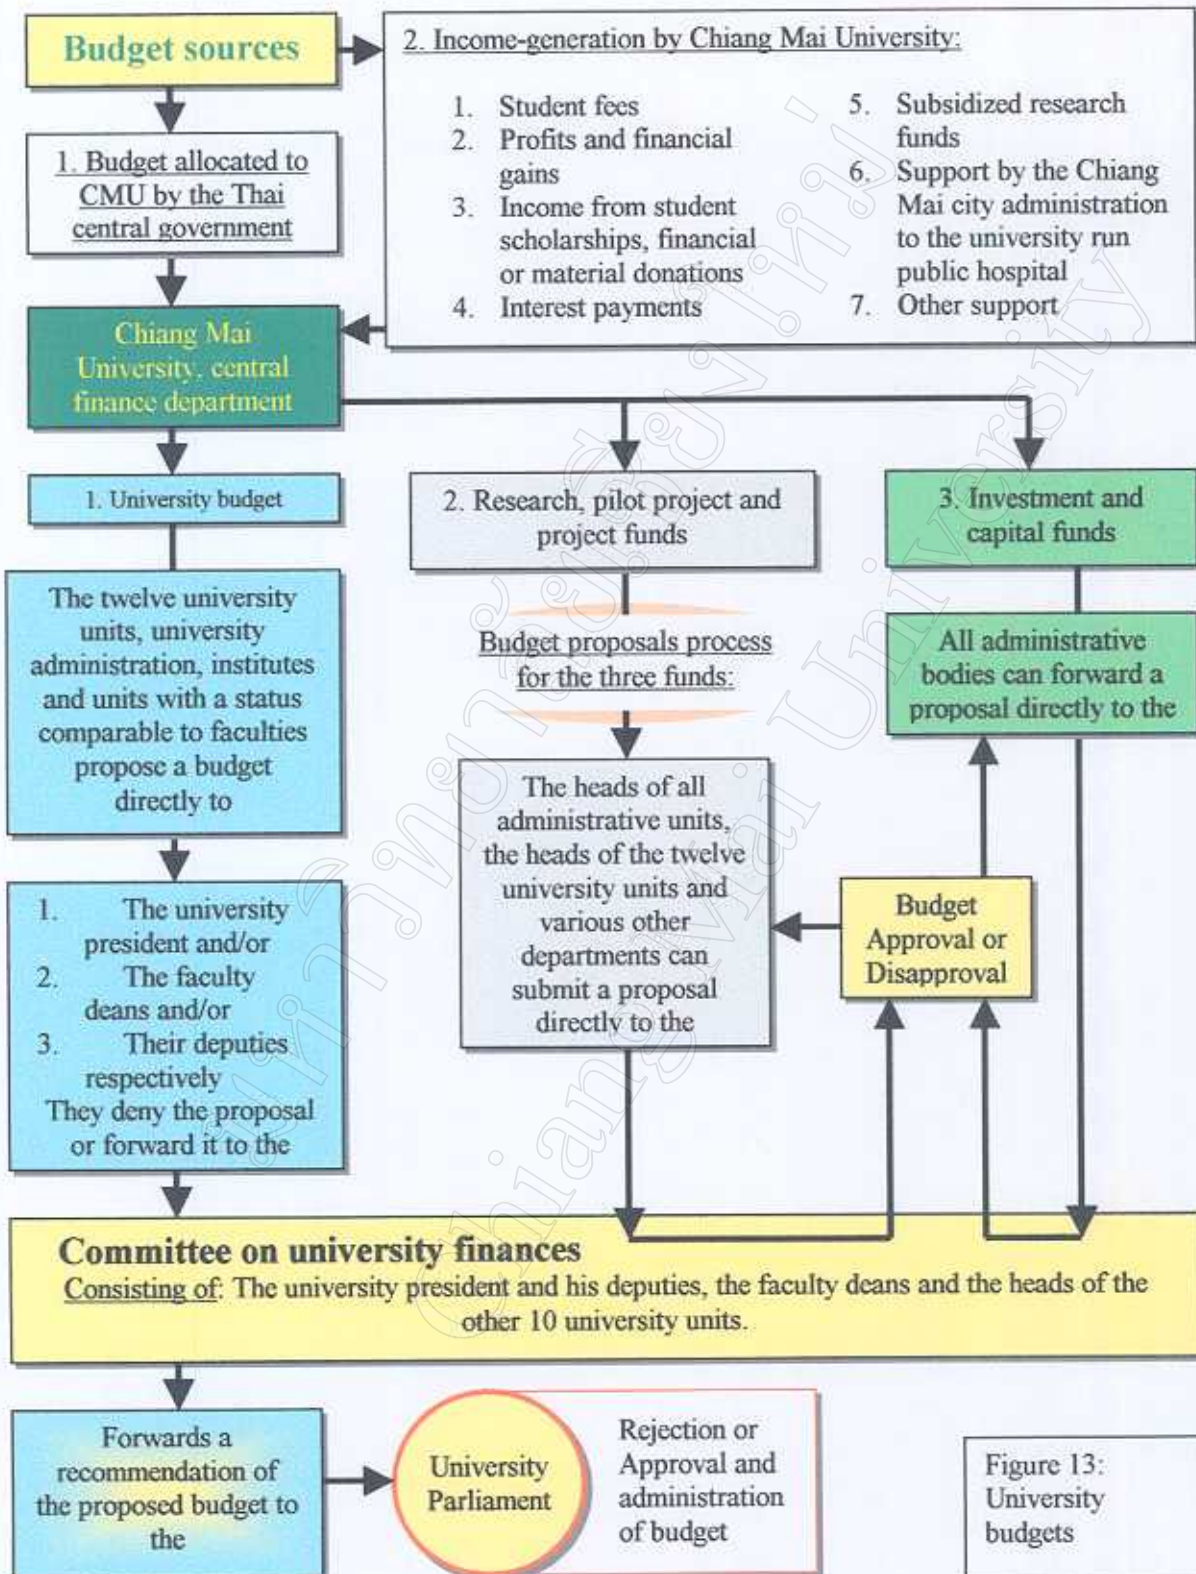 Budget sources
2. Income-generation by Chiang Mai University:
1. Student fees
2. Profits and financial
gains
3. Income from student
scholarships, financial
or material donations
4. Interest payments
5. Subsidized research
funds
6. Support by the Chiang
Mai city administration
to the university run
public hospital
7. Other support
1. Budget allocated to
CMU by the Thai
central government
Chiang Mai
University, central
finance department
1. University budget
2. Research, pilot project and
project funds
3. Investment and
capital funds
The twelve university
units, university
administration, institutes
and units with a status
comparable to faculties
propose a budget
directly to
Budget proposals process
for the three funds:
All administrative
bodies can forward a
proposal directly to the
The heads of all
administrative units,
the heads of the twelve
university units and
various other
departments can
submit a proposal
directly to the
Budget
Approval or
Disapproval
1. The university
president and/or
2. The faculty
deans and/or
3. Their deputies
respectively
They deny the proposal
or forward it to the
Committee on university finances
Consisting of: The university president and his deputies, the faculty deans and the heads of the
other 10 university units.
Forwards a
recommendation of
the proposed budget to
the
University
Parliament
Rejection or
Approval and
administration
of budget
Figure 13:
University
budgets
Chiang Mai University